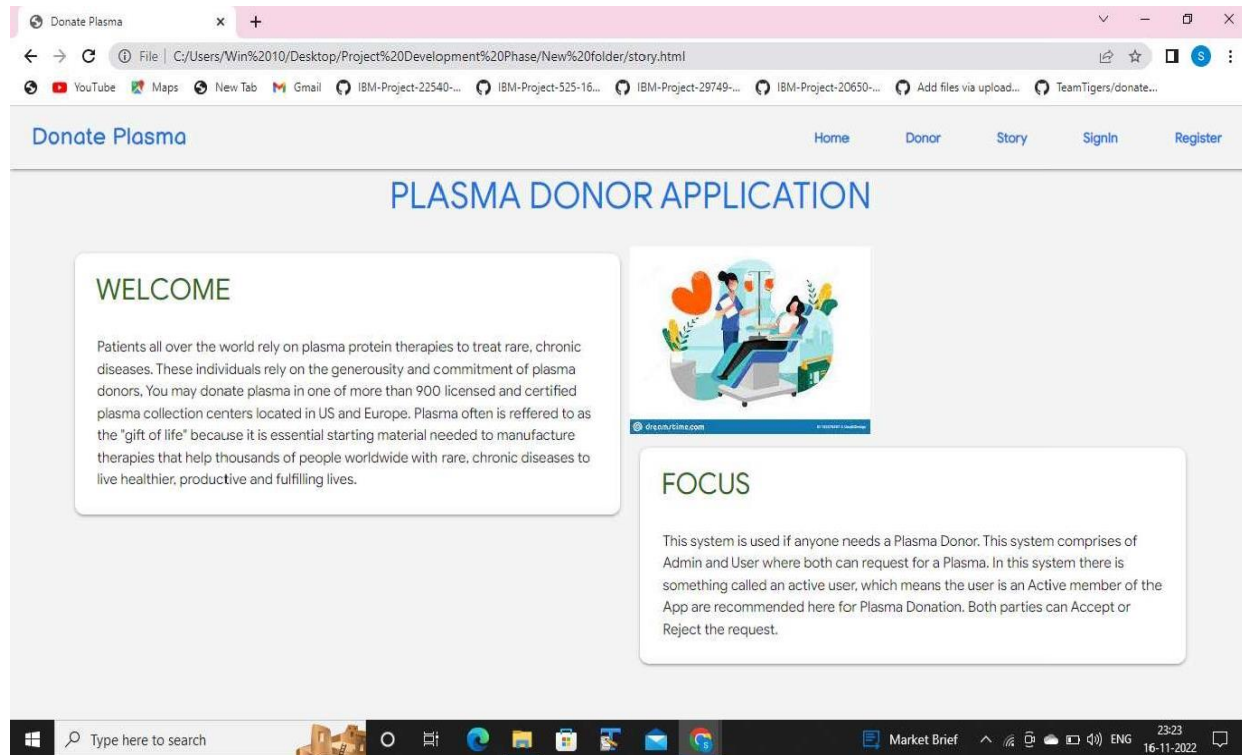 Donate Plasma
File | C:/Users/Win%2010/Desktop/Project%20Development%20Phase/New%20folder/story.html
S
YouTube Maps New Tab Gmail IBM-Project-22540-... IBM-Project-525-16... IBM-Project-29749-... IBM-Project-20650-... Add files via upload... TeamTigers/donate...
Donate Plasma Home Donor Story SignIn Register
PLASMA DONOR APPLICATION
WELCOME
Patients all over the world rely on plasma protein therapies to treat rare, chronic
diseases. These individuals rely on the generousity and commitment of plasma
donors, You may donate plasma in one of more than 900 licensed and certified
plasma collection centers located in US and Europe. Plasma often is reffered to as
the "gift of life" because it is essential starting material needed to manufacture
therapies that help thousands of people worldwide with rare, chronic diseases to
live healthier, productive and fulfilling lives.
dreamstime.com
FOCUS
This system is used if anyone needs a Plasma Donor. This system comprises of
Admin and User where both can request for a Plasma. In this system there is
something called an active user, which means the user is an Active member of the
App are recommended here for Plasma Donation. Both parties can Accept or
Reject the request.
Type here to search Market Brief ENG
23:23
16-11-2022